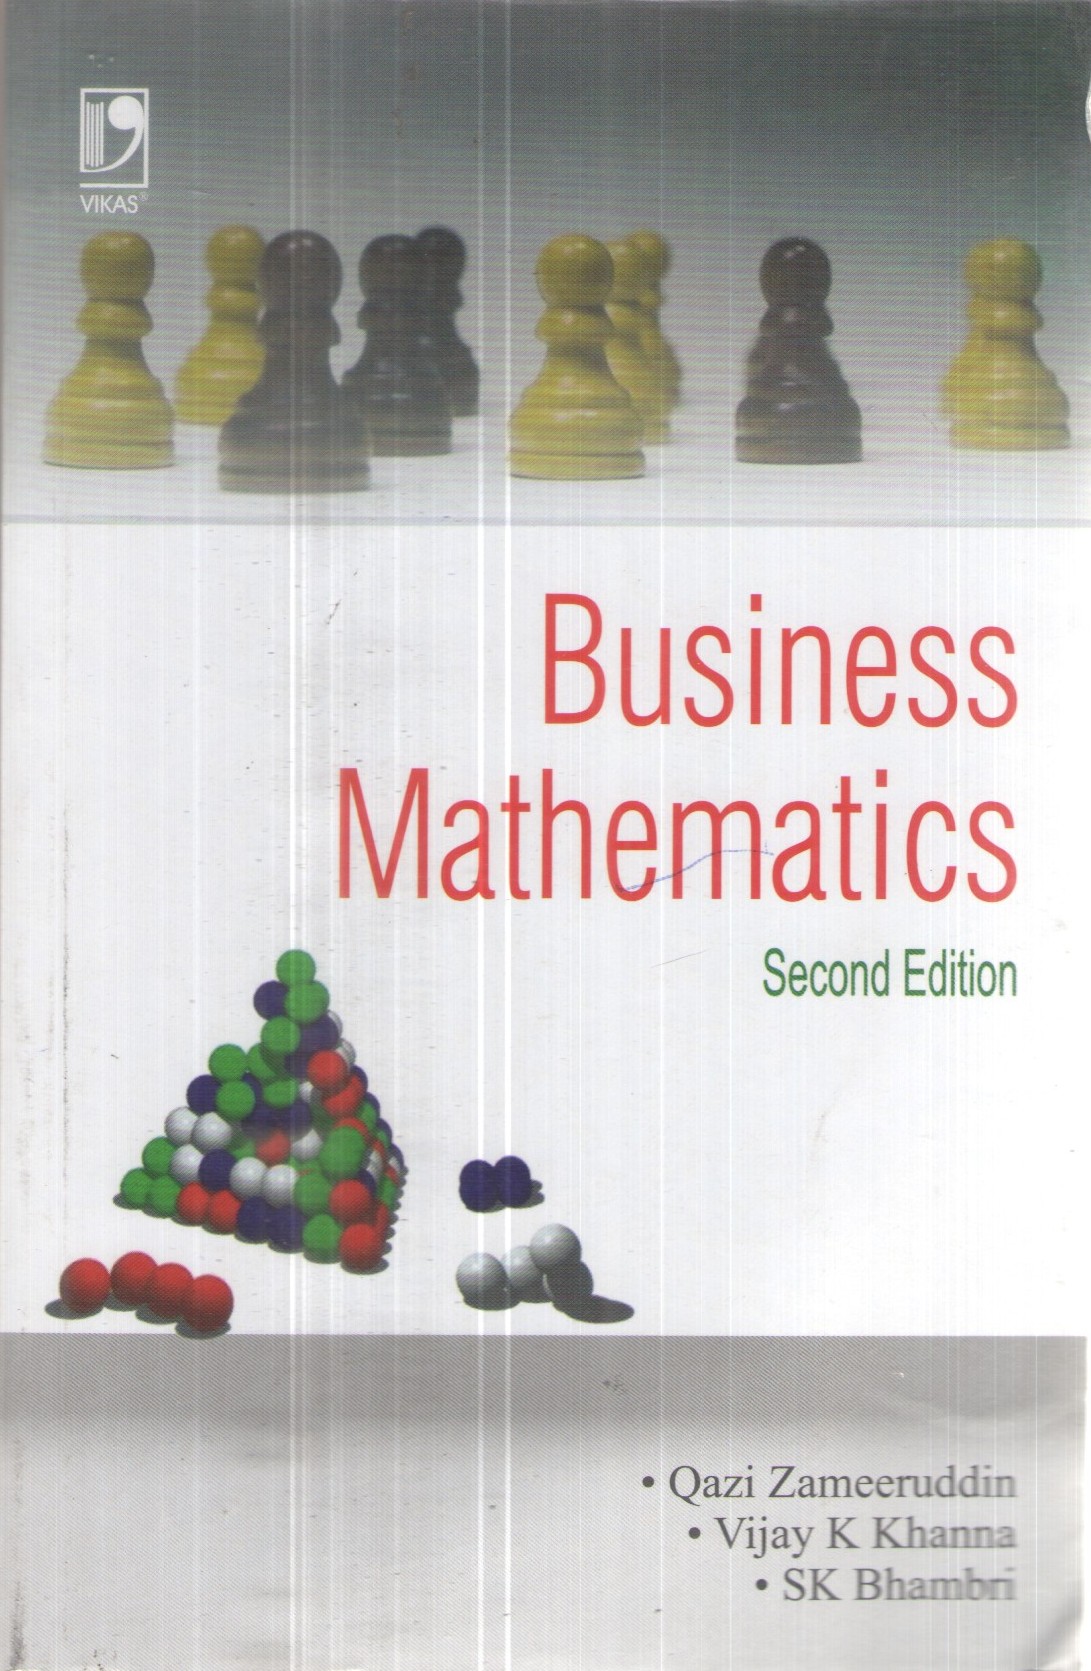 VIKAS®
Business
Mathematics
Second Edition
• Qazi Zameeruddin
• Vijay K Khanna
• SK Bhambri